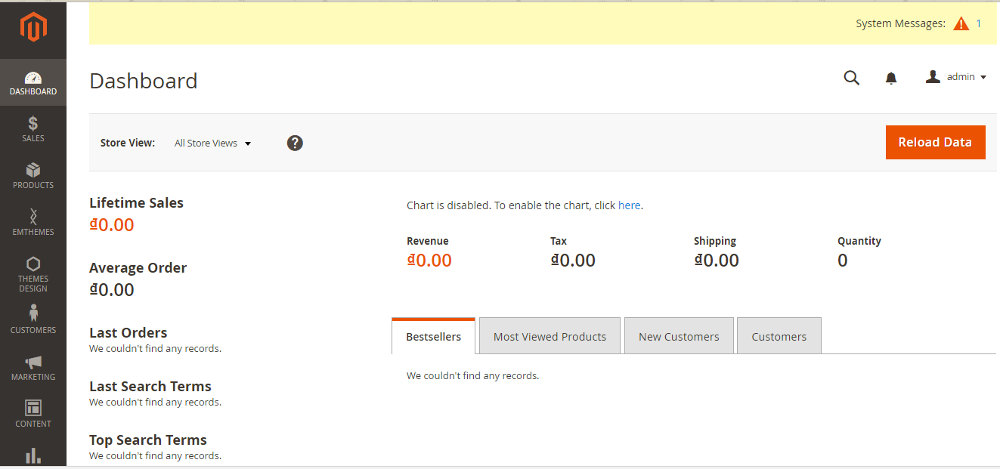 System Messages: 1
Dashboard
admin
Store View: All Store Views ?
Reload Data
DASHBOARD
SALES
PRODUCTS
EMTHEMES
THEMES
DESIGN
CUSTOMERS
MARKETING
CONTENT
Lifetime Sales
₫0.00
Average Order
₫0.00
Last Orders
We couldn't find any records.
Last Search Terms
We couldn't find any records.
Top Search Terms
We couldn't find any records.
Chart is disabled. To enable the chart, click here.
Revenue Tax Shipping Quantity
₫0.00 ₫0.00 ₫0.00 0
Bestsellers Most Viewed Products New Customers Customers
We couldn't find any records.